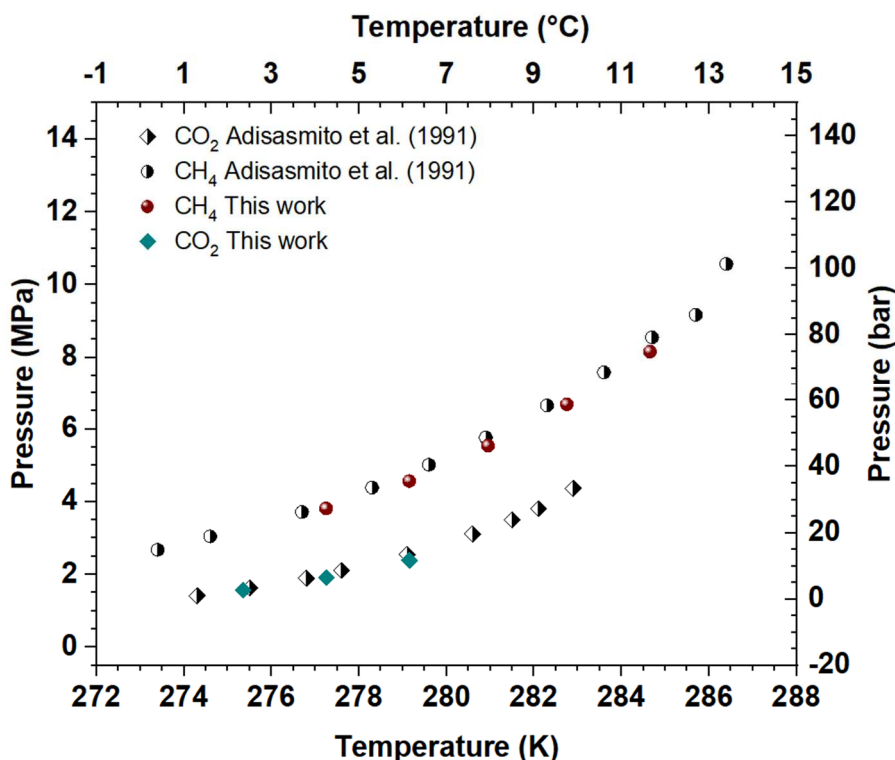 Temperature (°C)
-1 1 3 5 7 9 11 13 15
CO2 Adisasmito et al. (1991)
CH4 Adisasmito et al. (1991)
CH4 This work
CO2 This work
Pressure (MPa)
14
12
10
8
6
4
2
0
Pressure (bar)
140
120
100
80
60
40
20
0
-20
272 274 276 278 280 282 284 286 288
Temperature (K)